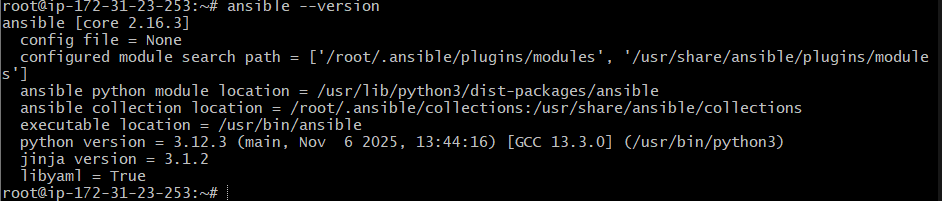 root@ip-172-31-23-253:~# ansible --version
ansible [core 2.16.3]
  config file = None
  configured module search path = ['/root/.ansible/plugins/modules', '/usr/share/ansible/plugins/module
s']
  ansible python module location = /usr/lib/python3/dist-packages/ansible
  ansible collection location = /root/.ansible/collections:/usr/share/ansible/collections
  executable location = /usr/bin/ansible
  python version = 3.12.3 (main, Nov  6 2025, 13:44:16) [GCC 13.3.0] (/usr/bin/python3)
  jinja version = 3.1.2
  libyaml = True
root@ip-172-31-23-253:~#